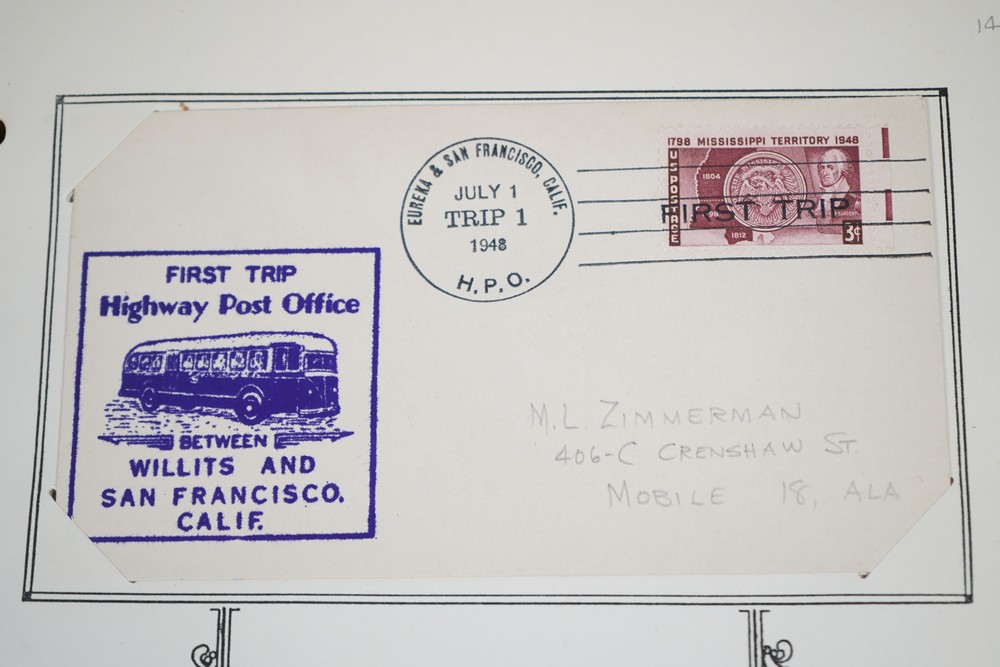 14
EUREKA & SAN FRANCISCO, CALIF.
JULY 1
TRIP 1
1948
H.P.O.
1798 MISSISSIPPI TERRITORY 1948
U S POSTAGE
1804
1812
3¢
FIRST TRIP
FIRST TRIP
Highway Post Office
BETWEEN
WILLITS AND
SAN FRANCISCO,
CALIF.
M.L. ZIMMERMAN
406-C CRENSHAW ST.
MOBILE 18, ALA